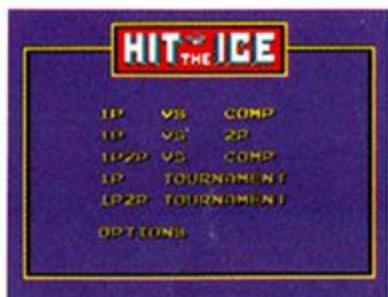 HIT THE ICE
1P VS COMP
1P VS 2P
1P2P VS COMP
1P TOURNAMENT
1P2P TOURNAMENT
OPTIONS